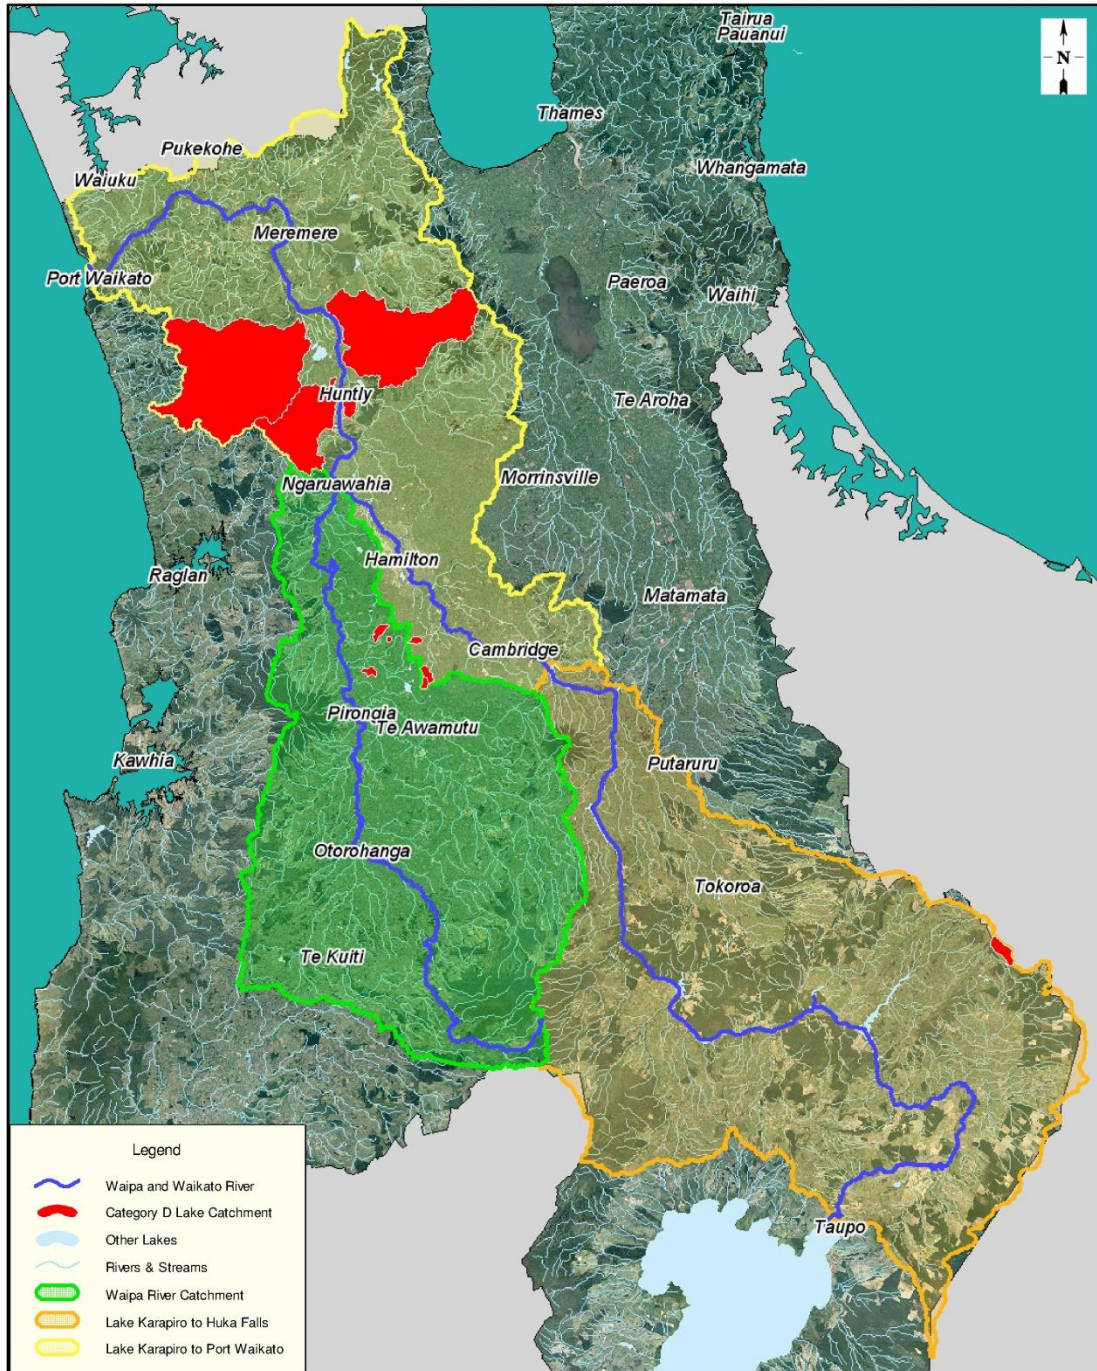 Tairua
Pauanui
N
Thames
Pukekohe
Whangamata
Waiuku
Meremere
Port Waikato
Paeroa
Waihi
Huntly
Te Aroha
Ngaruawahia
Morrinsville
Hamilton
Raglan
Matamata
Cambridge
Pirongia
Te Awamutu
Kawhia
Putaruru
Otorohanga
Tokoroa
Te Kuiti
Taupo
Legend
Waipa and Waikato River
Category D Lake Catchment
Other Lakes
Rivers & Streams
Waipa River Catchment
Lake Karapiro to Huka Falls
Lake Karapiro to Port Waikato